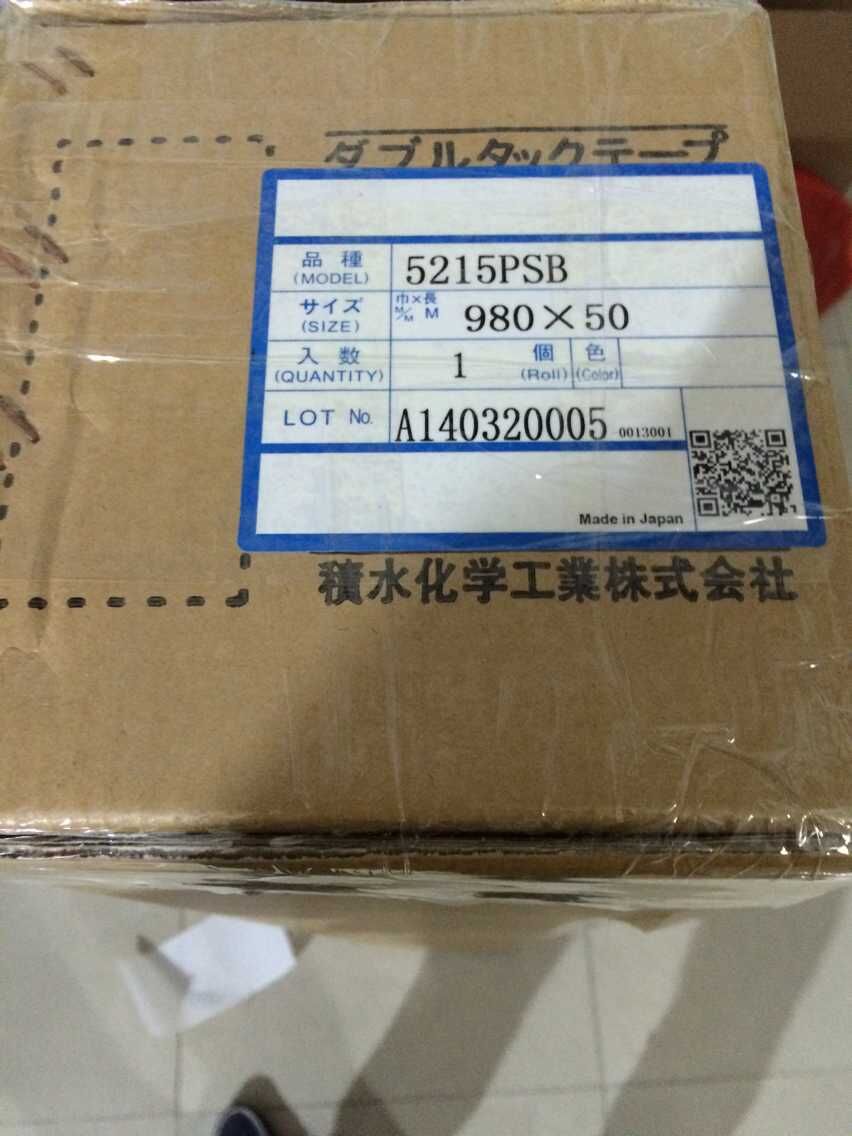 ダブルタックテープ
品種 5215PSB
(MODEL)
サイズ 巾×長 980×50
(SIZE) M/M M
入数 1 個 色
(QUANTITY) (Roll) (Color)
LOT No. A140320005 0013001
Made in Japan
積水化学工業株式会社